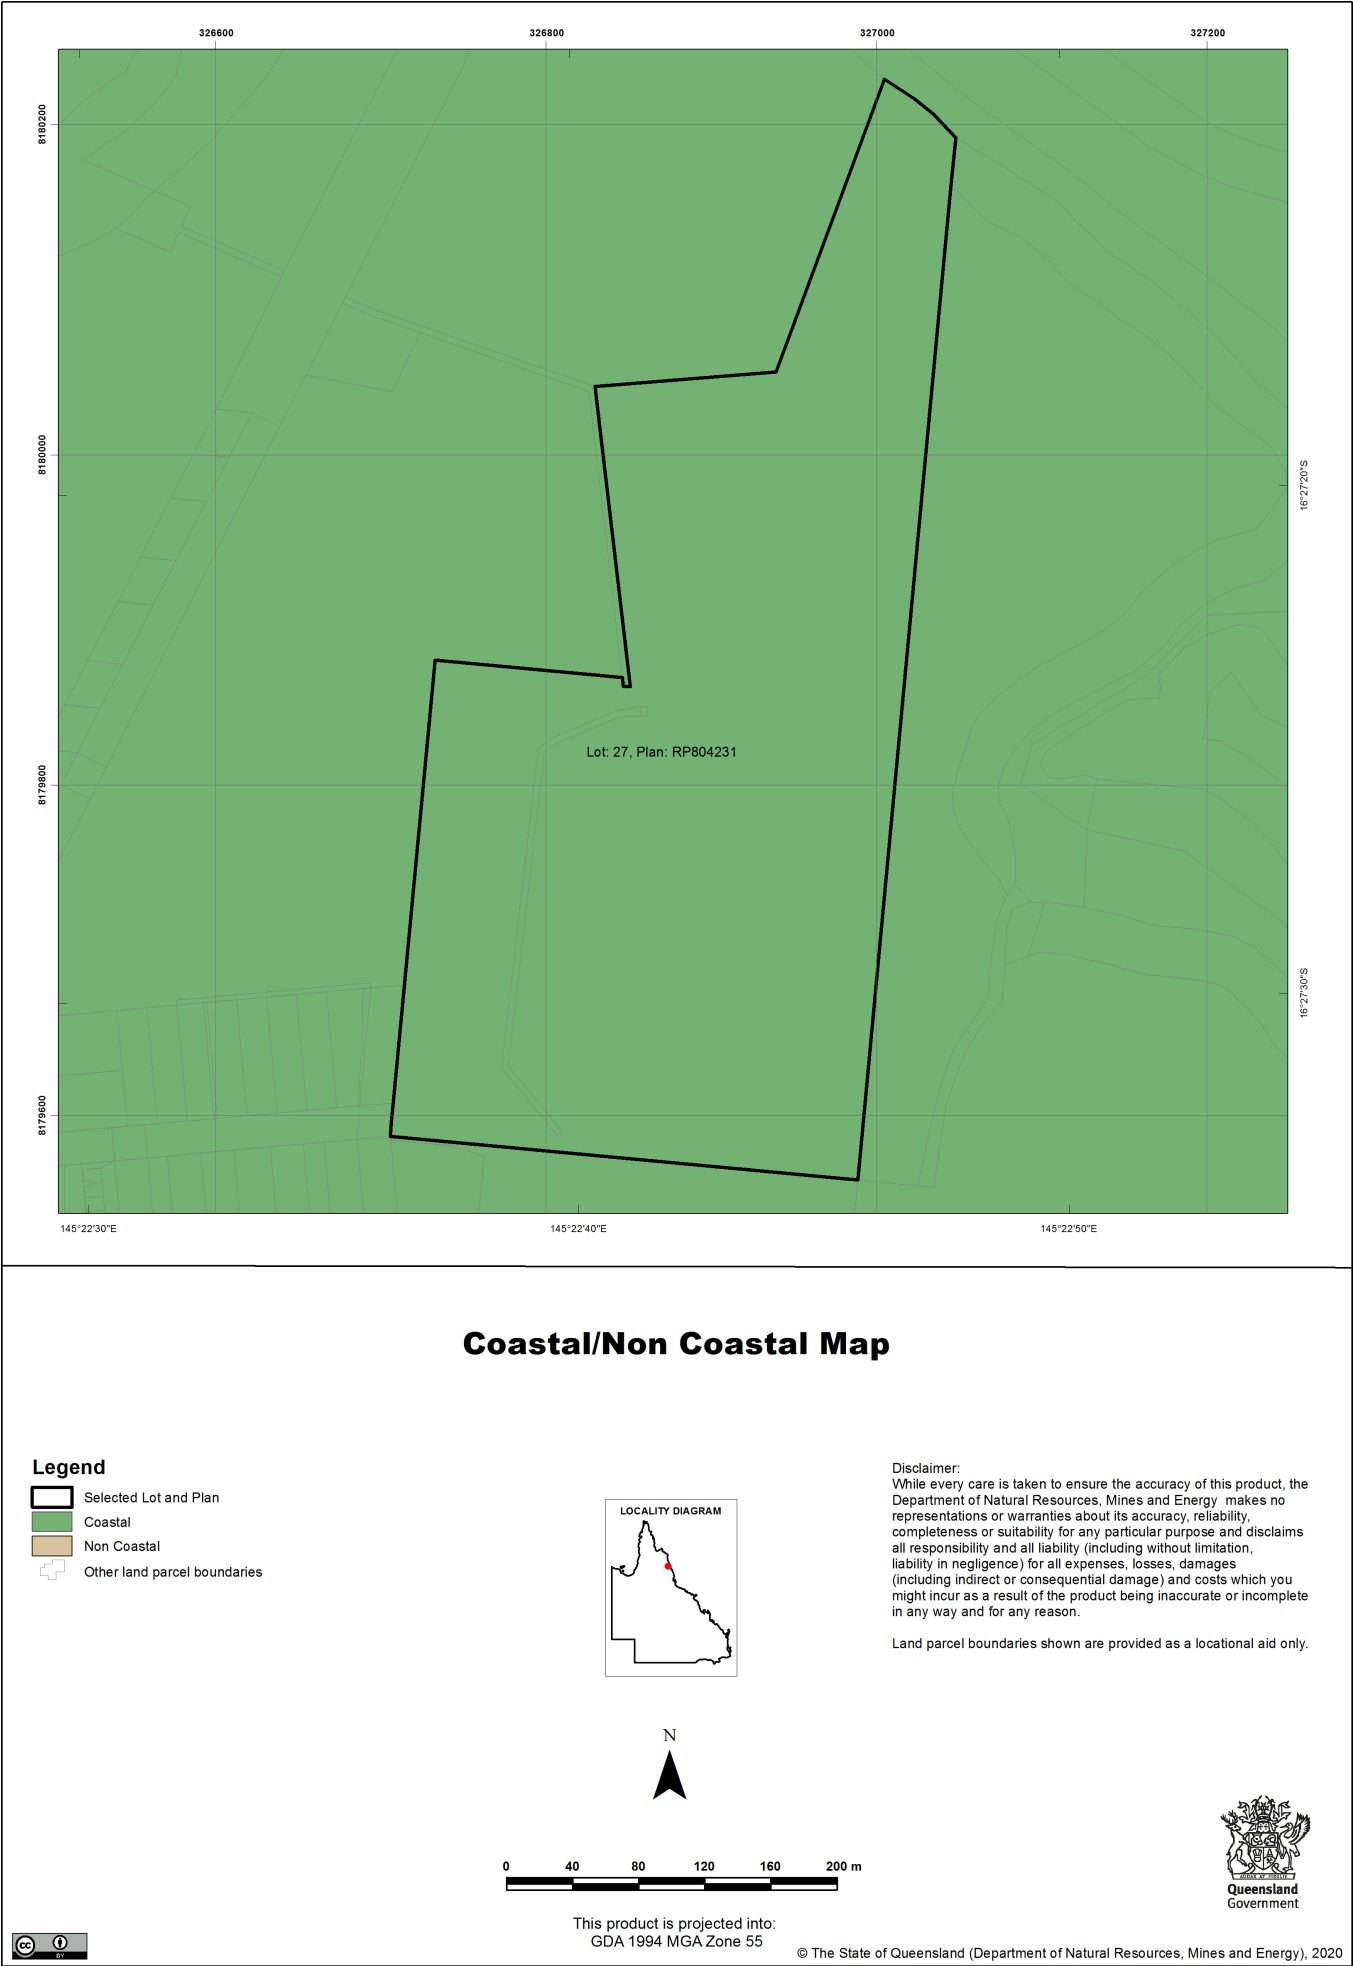 326600
326800
327000
327200
8180200
8180000
8179800
8179600
16°27'20"S
16°27'30"S
Lot: 27, Plan: RP804231
145°22'30"E
145°22'40"E
145°22'50"E
Coastal/Non Coastal Map
Legend
Selected Lot and Plan
Coastal
Non Coastal
Other land parcel boundaries
LOCALITY DIAGRAM
Disclaimer:
While every care is taken to ensure the accuracy of this product, the
Department of Natural Resources, Mines and Energy makes no
representations or warranties about its accuracy, reliability,
completeness or suitability for any particular purpose and disclaims
all responsibility and all liability (including without limitation,
liability in negligence) for all expenses, losses, damages
(including indirect or consequential damage) and costs which you
might incur as a result of the product being inaccurate or incomplete
in any way and for any reason.
Land parcel boundaries shown are provided as a locational aid only.
N
0 40 80 120 160 200 m
This product is projected into:
GDA 1994 MGA Zone 55
AUDAX AT FIDELIS
Queensland
Government
cc
BY
© The State of Queensland (Department of Natural Resources, Mines and Energy), 2020